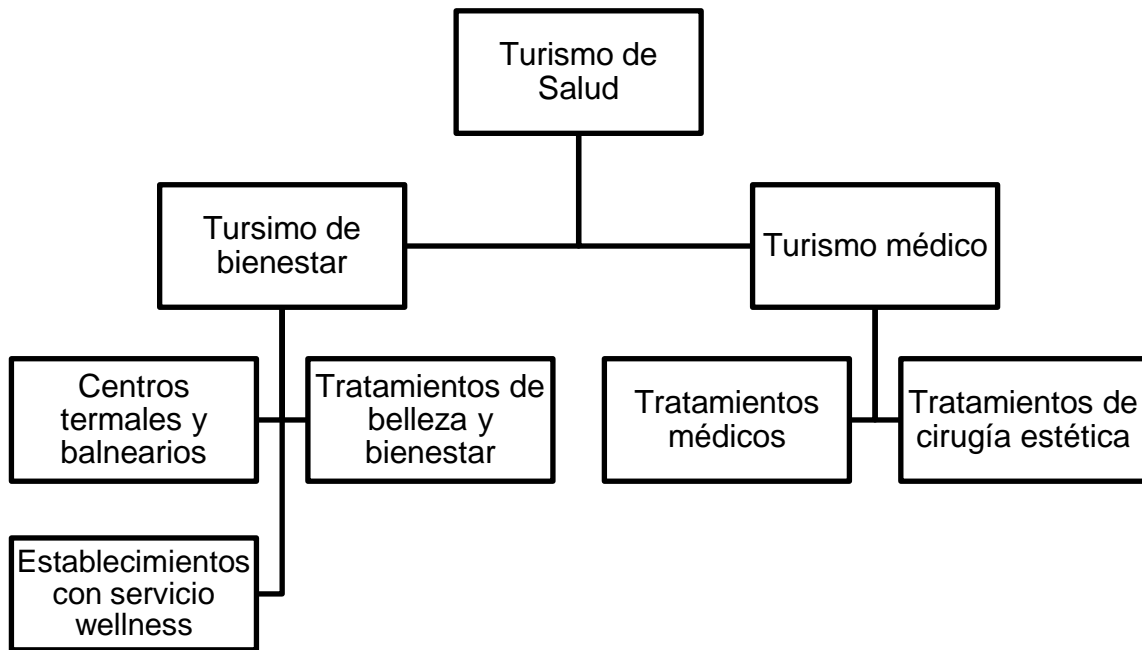 Turismo de
Salud
Tursimo de
bienestar
Turismo médico
Centros
termales y
balnearios
Tratamientos de
belleza y
bienestar
Tratamientos
médicos
Tratamientos de
cirugía estética
Establecimientos
con servicio
wellness